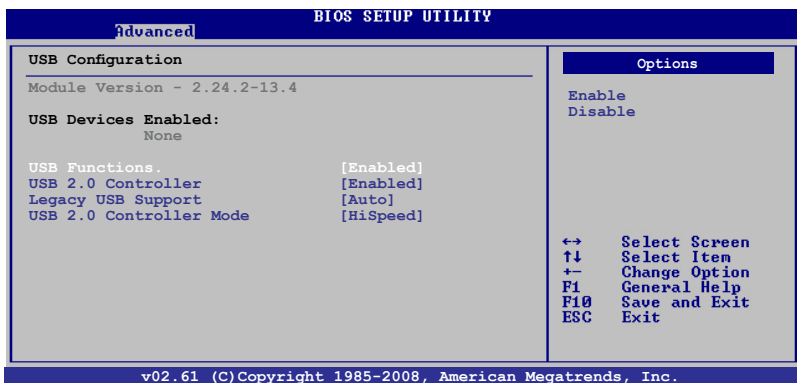 BIOS SETUP UTILITY
Advanced
USB Configuration
Module Version - 2.24.2-13.4
USB Devices Enabled:
None
USB Functions. [Enabled]
USB 2.0 Controller [Enabled]
Legacy USB Support [Auto]
USB 2.0 Controller Mode [HiSpeed]
Options
Enable
Disable
←→ Select Screen
↑↓ Select Item
+- Change Option
F1 General Help
F10 Save and Exit
ESC Exit
v02.61 (C)Copyright 1985-2008, American Megatrends, Inc.